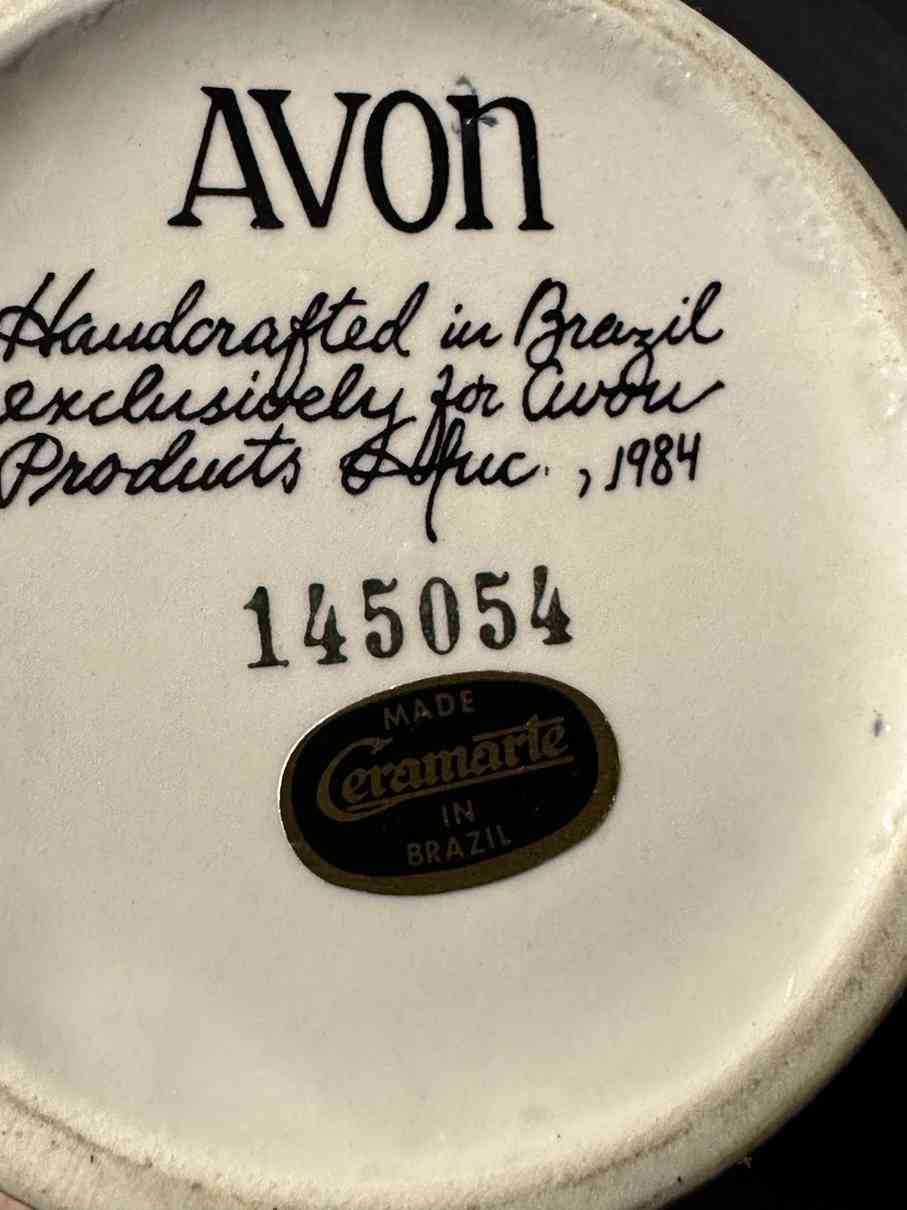 AVON
Handcrafted in Brazil
exclusively for Avon
Products Inc., 1984
145054
MADE
Ceramarte
IN
BRAZIL